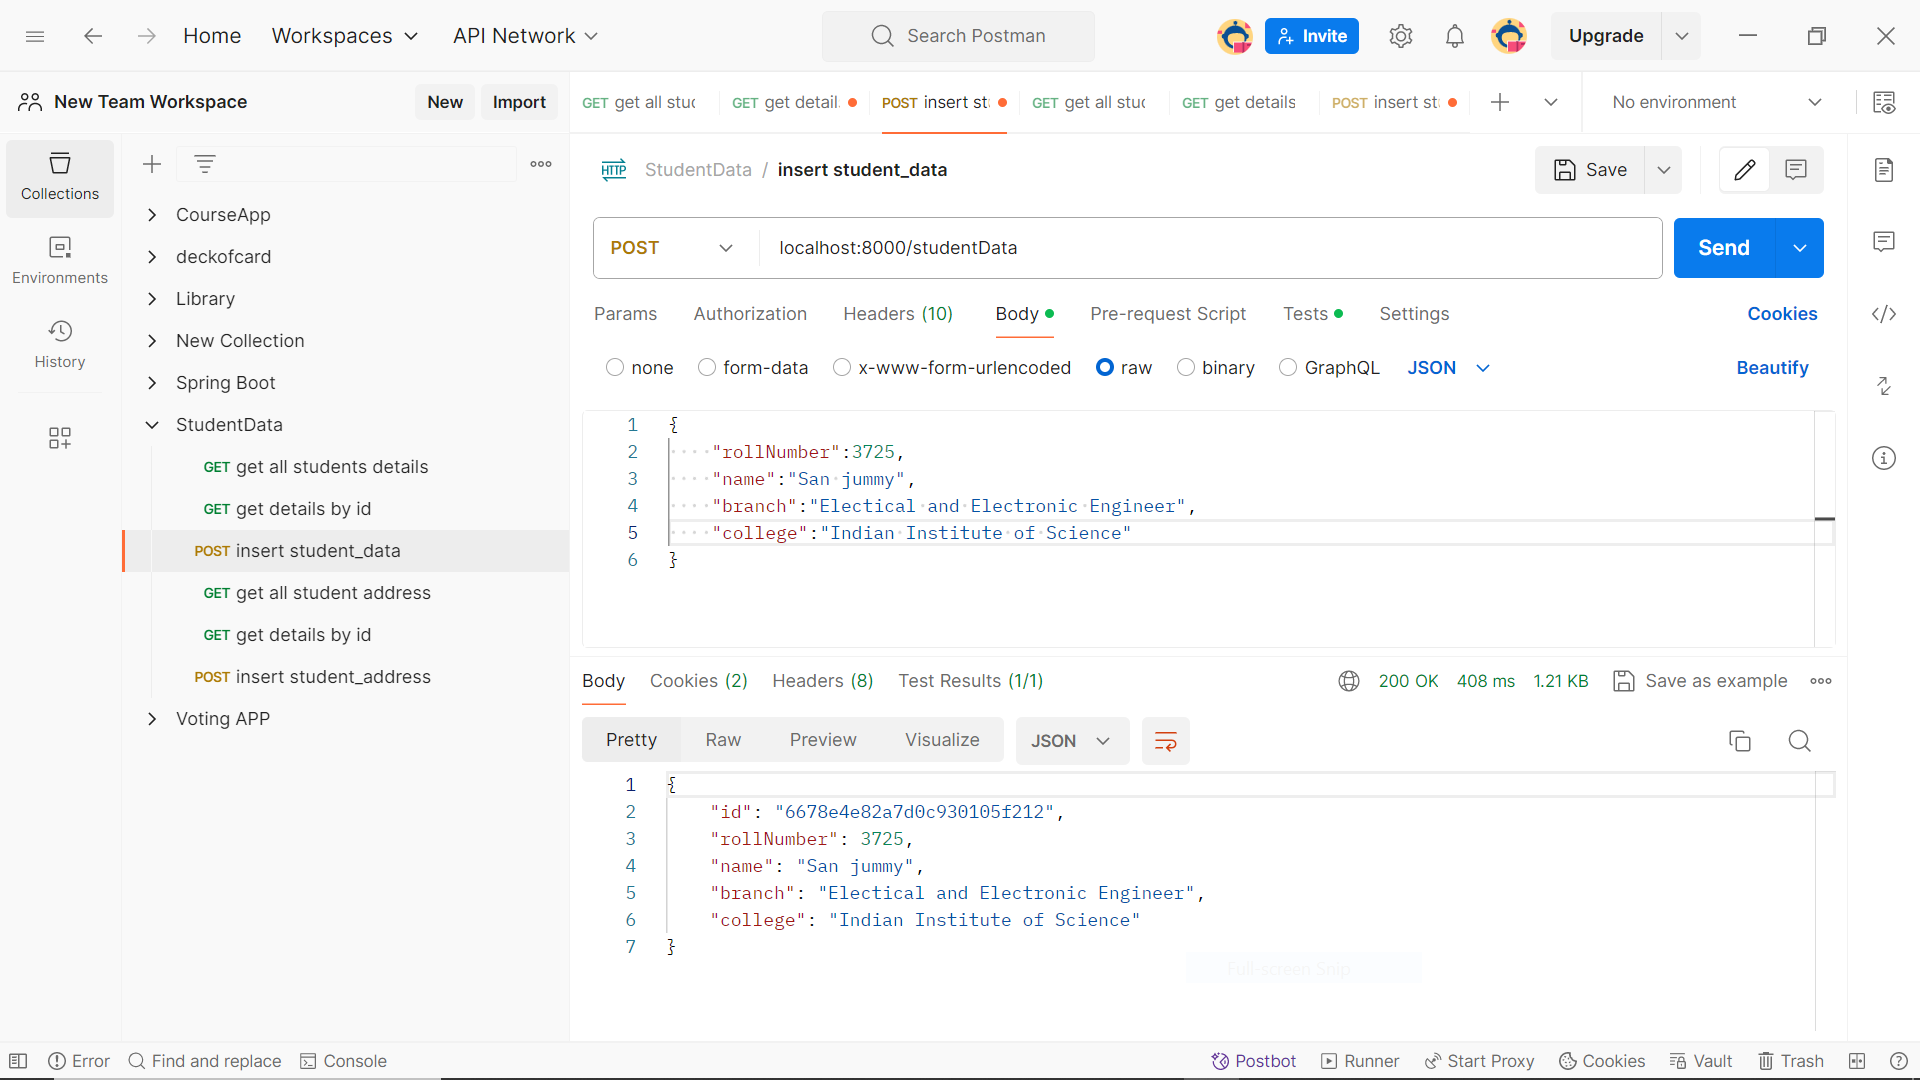 Home Workspaces API Network Search Postman Invite Upgrade
New Team Workspace New Import
GET get all stuc GET get detail. POST insert st GET get all stuc GET get details POST insert st No environment
Collections
Environments
History
CourseApp
deckofcard
Library
New Collection
Spring Boot
StudentData
GET get all students details
GET get details by id
POST insert student_data
GET get all student address
GET get details by id
POST insert student_address
Voting APP
HTTP StudentData / insert student_data Save
POST localhost:8000/studentData Send
Params Authorization Headers (10) Body Pre-request Script Tests Settings Cookies
none form-data x-www-form-urlencoded raw binary GraphQL JSON Beautify
1 {
2 "rollNumber":3725,
3 "name":"San jummy",
4 "branch":"Electical and Electronic Engineer",
5 "college":"Indian Institute of Science"
6 }
Body Cookies (2) Headers (8) Test Results (1/1) 200 OK 408 ms 1.21 KB Save as example
Pretty Raw Preview Visualize JSON
1 {
2 "id": "6678e4e82a7d0c930105f212",
3 "rollNumber": 3725,
4 "name": "San jummy",
5 "branch": "Electical and Electronic Engineer",
6 "college": "Indian Institute of Science"
7 }
Full-screen Snip
Error Find and replace Console Postbot Runner Start Proxy Cookies Vault Trash